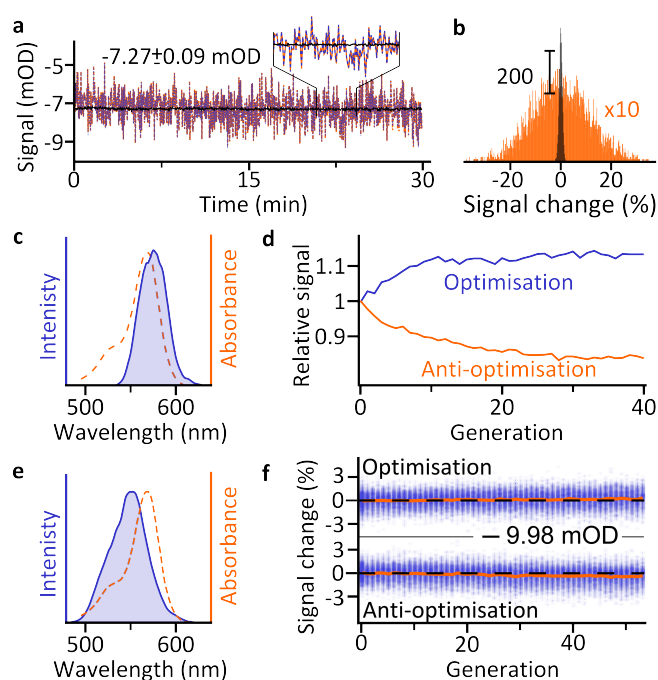 a
-7.27±0.09 mOD
Signal (mOD)
-5
-7
-9
0
15
30
Time (min)
b
200
x10
-20
0
20
Signal change (%)
c
Intenisty
Absorbance
500
600
Wavelength (nm)
d
Relative signal
1.1
1
0.9
Optimisation
Anti-optimisation
0
20
40
Generation
e
Intenisty
Absorbance
500
600
Wavelength (nm)
f
Signal change (%)
3
0
-3
3
0
-3
Optimisation
– 9.98 mOD
Anti-optimisation
0
20
40
Generation